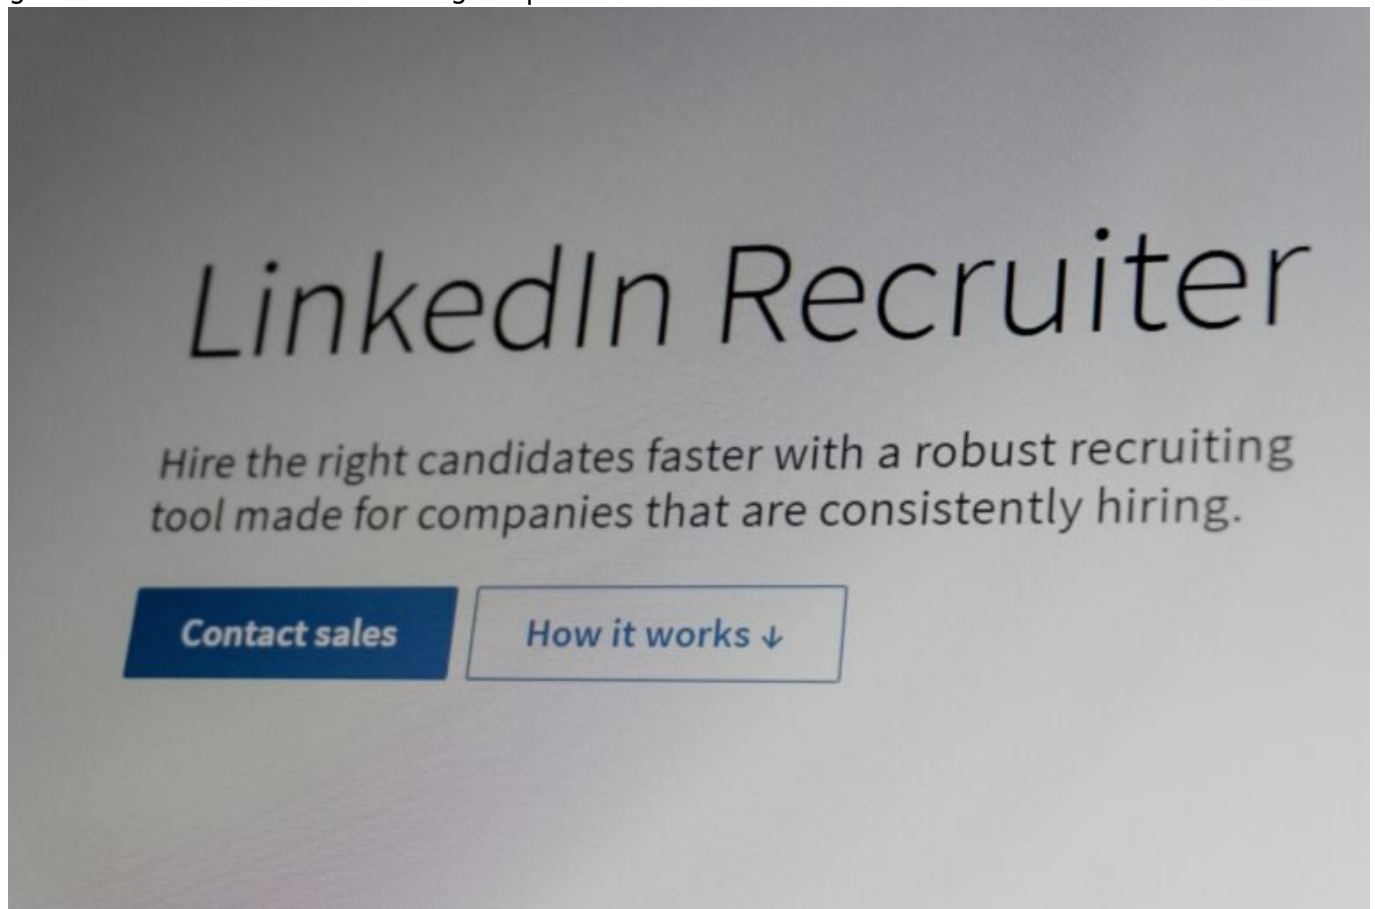 LinkedIn Recruiter
Hire the right candidates faster with a robust recruiting
tool made for companies that are consistently hiring.
Contact sales
How it works ↓